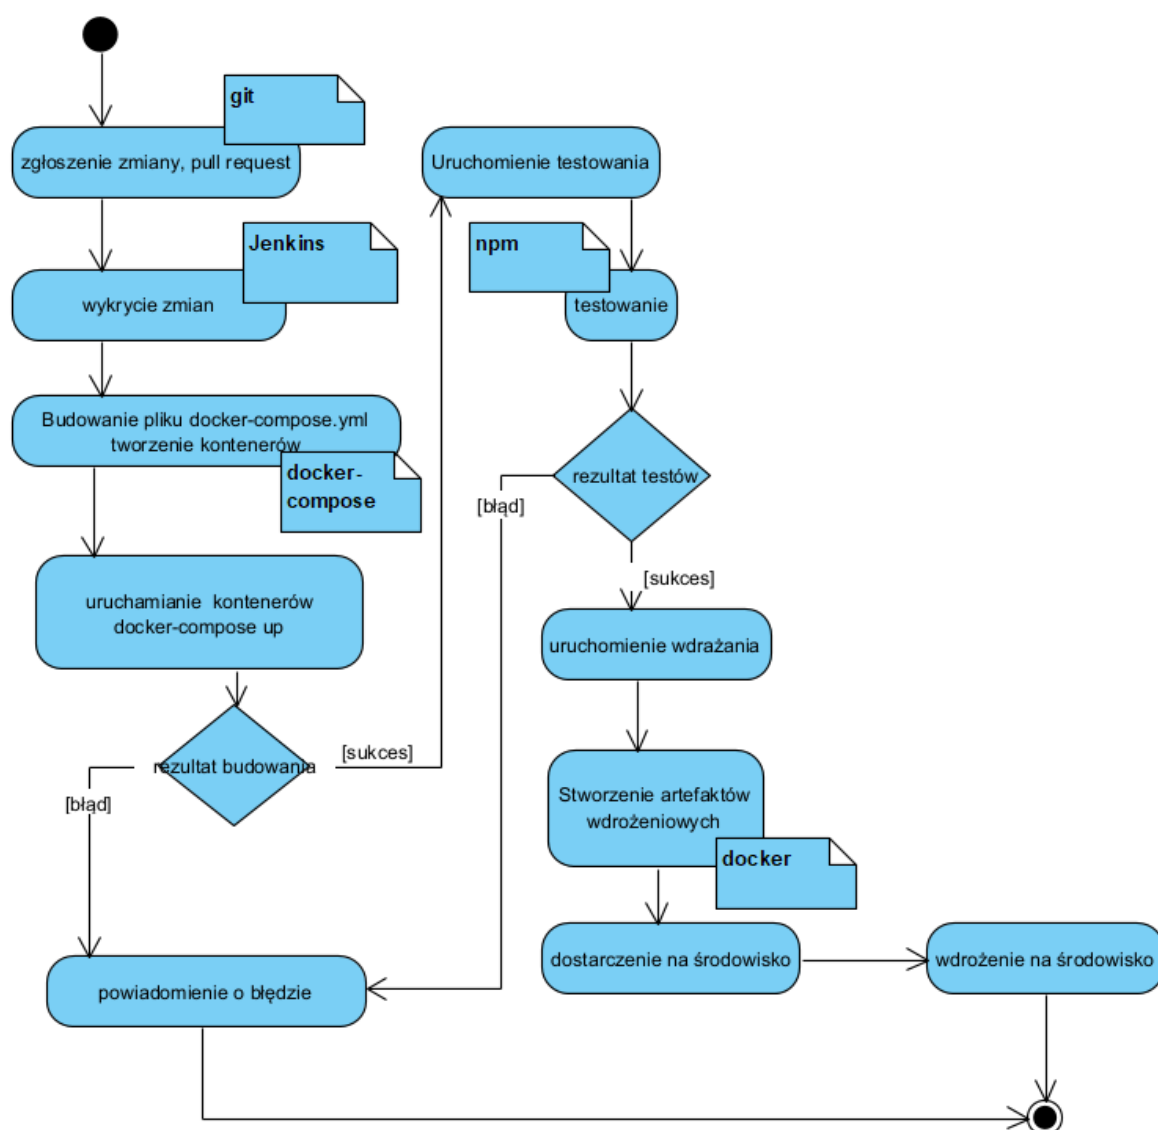 git
zgłoszenie zmiany, pull request
Jenkins
wykrycie zmian
Budowanie pliku docker-compose.yml
tworzenie kontenerów
docker-
compose
uruchamianie  kontenerów
docker-compose up
rezultat budowania
[sukces]
[błąd]
powiadomienie o błędzie
Uruchomienie testowania
npm
testowanie
rezultat testów
[błąd]
[sukces]
uruchomienie wdrażania
Stworzenie artefaktów
wdrożeniowych
docker
dostarczenie na środowisko
wdrożenie na środowisko